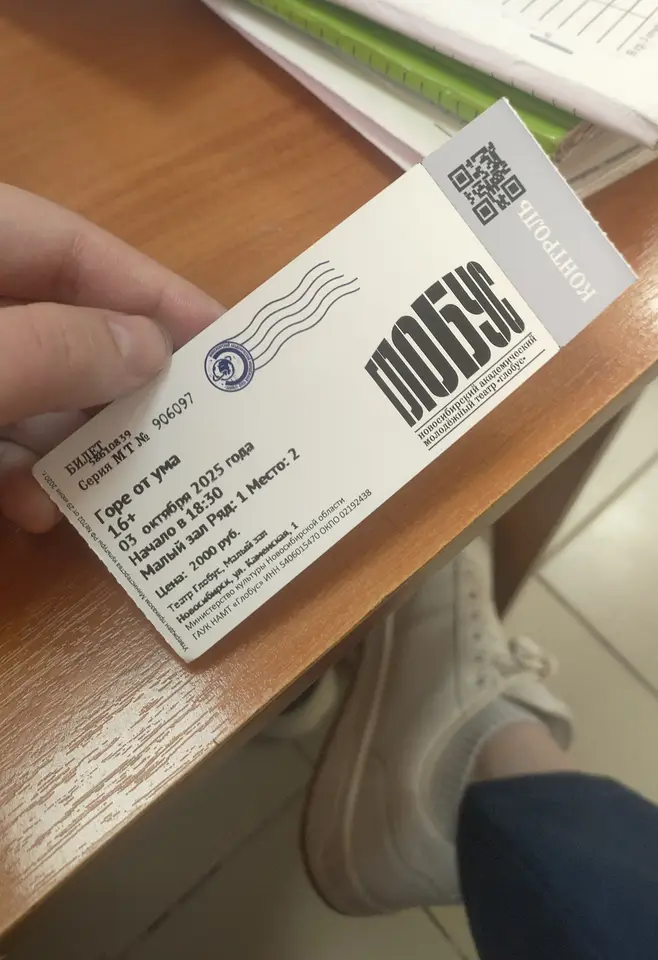 БИЛЕТ
Серия МТ № 906097
Горе от ума
16+
03 октября 2025 года
Начало в 18:30
Малый зал Ряд: 1 Место: 2
Цена: 2000 руб.
Театр Глобус, Малый зал
Новосибирск, ул. Каменская, 1
Министерство культуры Новосибирской области
ГАУК НАМТ «Глобус» ИНН 5406015470 ОКПО 02192438
ГЛОБУС
новосибирский академический
молодёжный театр •глобус•
КОНТРОЛЬ